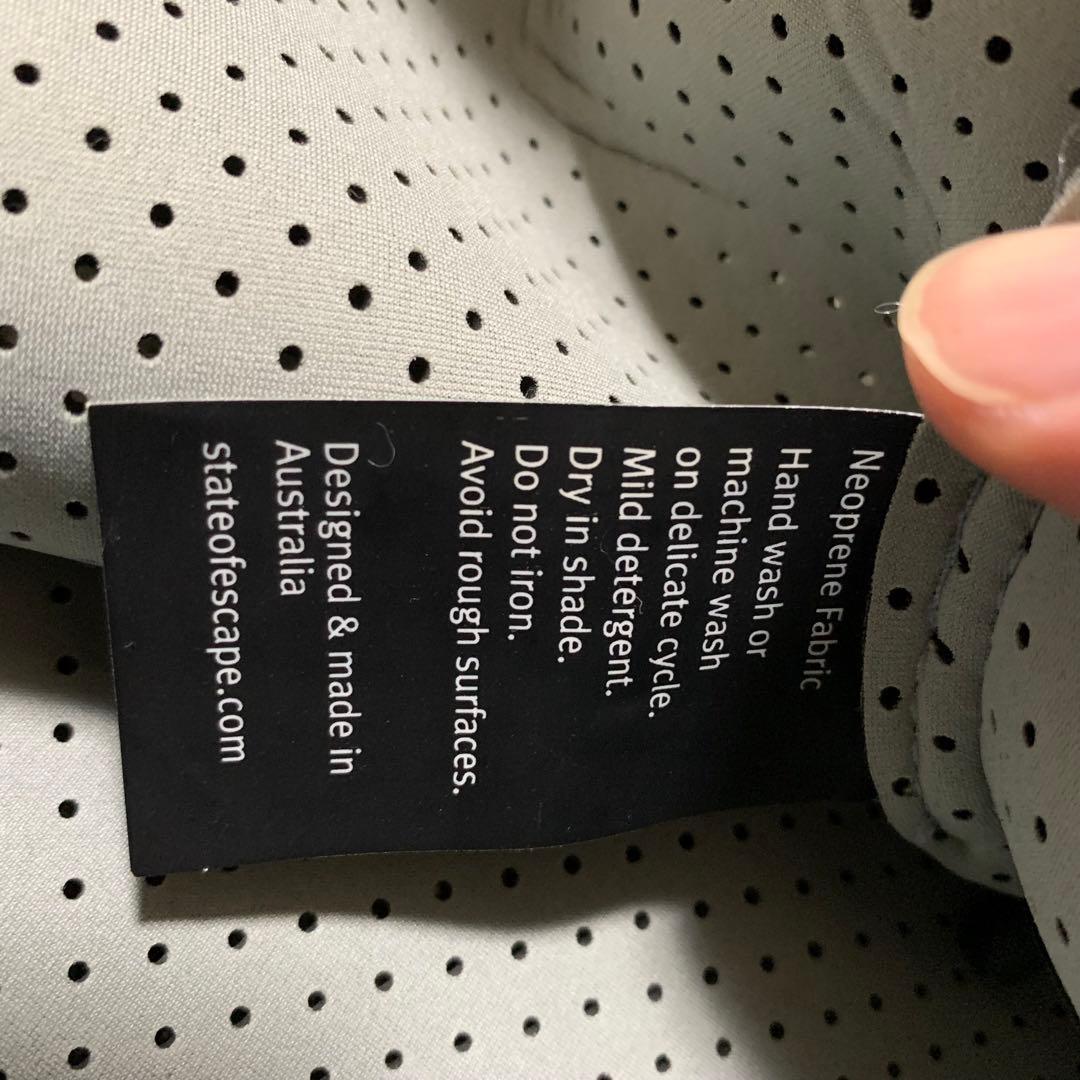 Neoprene Fabric
Hand wash or
machine wash
on delicate cycle.
Mild detergent.
Dry in shade.
Do not iron.
Avoid rough surfaces.
Designed & made in
Australia
stateofescape.com